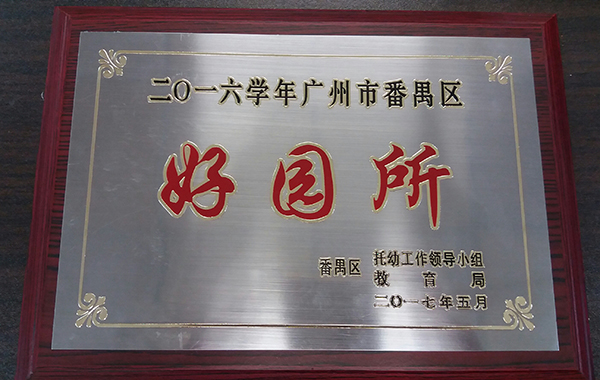 二〇一六学年广州市番禺区
好园所
番禺区 托幼工作领导小组
教育局
二〇一七年五月